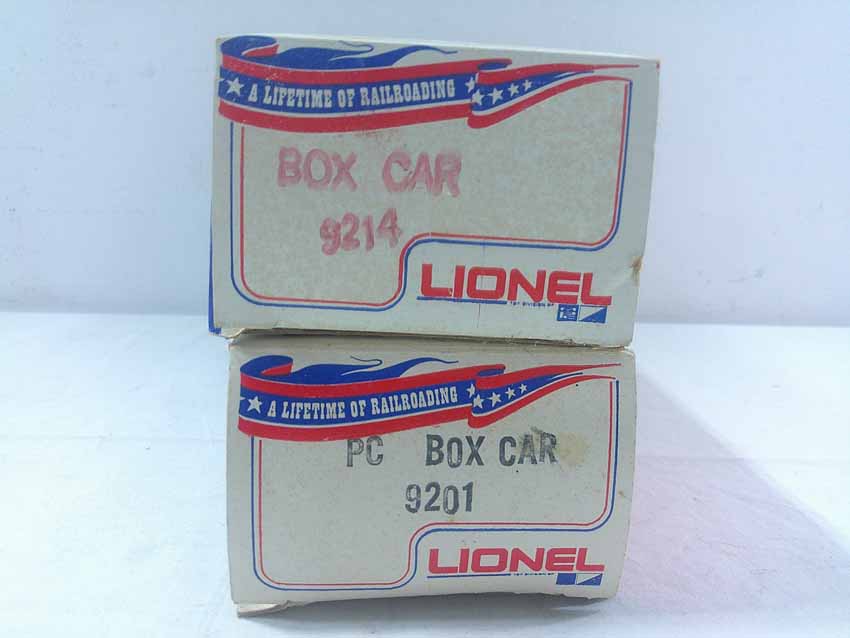 A LIFETIME OF RAILROADING
BOX CAR
9214
LIONEL
A LIFETIME OF RAILROADING
PC BOX CAR
9201
LIONEL